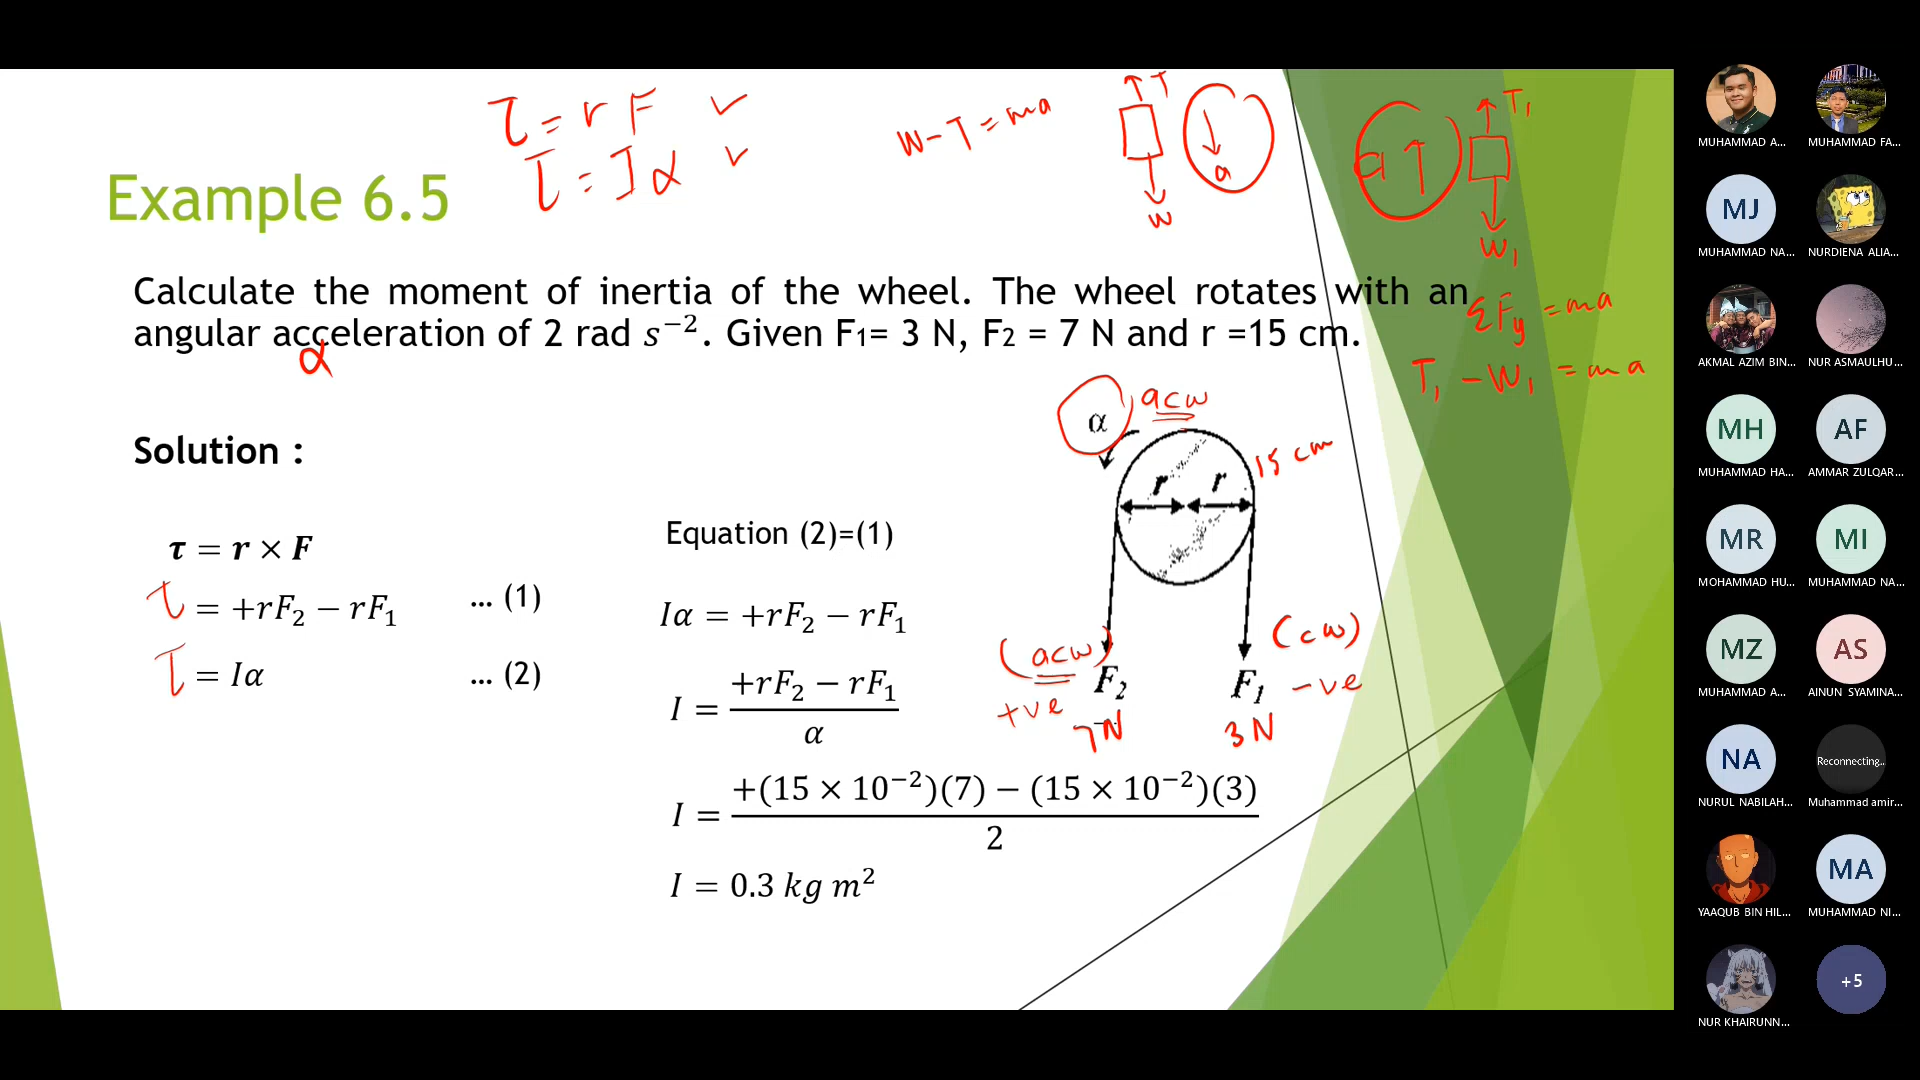 τ = r F ✓
τ = I α ✓
W - T = ma
T
a
W
a
T₁
W₁
Example 6.5
Calculate the moment of inertia of the wheel. The wheel rotates with an
angular acceleration of 2 rad s⁻². Given F₁= 3 N, F₂ = 7 N and r =15 cm.
α
ΣFy = ma
T₁ - W₁ = ma
Solution :
α
acw
15 cm
r
r
τ = r × F
τ = +rF₂ − rF₁ ... (1)
τ = Iα ... (2)
Equation (2)=(1)
Iα = +rF₂ − rF₁
I = (+rF₂ − rF₁)/α
I = (+(15 × 10⁻²)(7) − (15 × 10⁻²)(3))/2
I = 0.3 kg m²
(acw)
+ve
F₂
7N
(cw)
-ve
F₁
3N
MUHAMMAD A...
MUHAMMAD FA...
MJ
MUHAMMAD NA...
NURDIENA ALIA...
AKMAL AZIM BIN...
NUR ASMAULHU...
MH
MUHAMMAD HA...
AF
AMMAR ZULQAR...
MR
MOHAMMAD HU...
MI
MUHAMMAD NA...
MZ
MUHAMMAD A...
AS
AINUN SYAMINA...
NA
NURUL NABILAH...
Reconnecting...
Muhammad amir...
YAAQUB BIN HIL...
MA
MUHAMMAD NI...
NUR KHAIRUNN...
+5